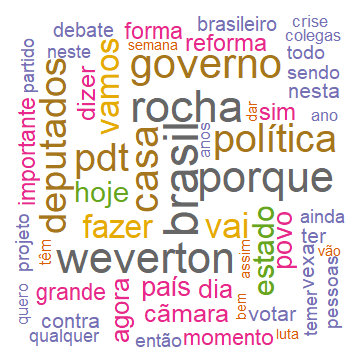 debate forma brasileiro crise
neste semana reforma colegas
partido dizer vamos governo todo
sendo
deputados rocha nesta
importante pdt casa brasil anos dar sim ano
política
hoje porque
projeto têm fazer vai estado povo ainda
weverton assim ter vexa vão
quero grande agora país dia bem temer pessoas
contra cãmara votar
qualquer então momento luta